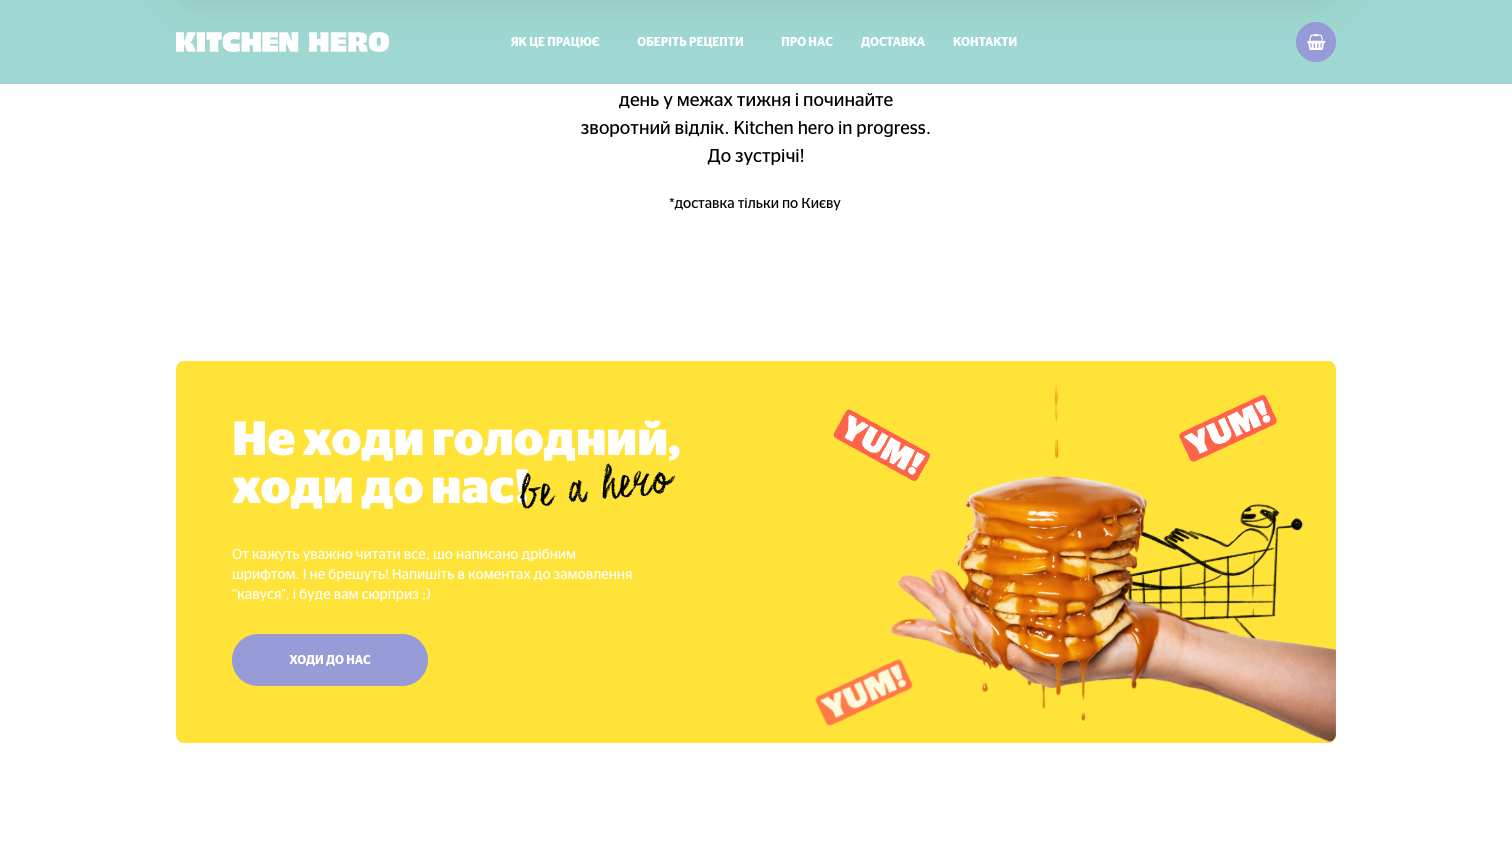 KITCHEN HERO
ЯК ЦЕ ПРАЦЮЄ
ОБЕРІТЬ РЕЦЕПТИ
ПРО НАС
ДОСТАВКА
КОНТАКТИ
день у межах тижня і починайте
зворотний відлік. Kitchen hero in progress.
До зустрічі!
*доставка тільки по Києву
Не ходи голодний,
ходи до нас!
be a hero
От кажуть уважно читати все, що написано дрібним
шрифтом. І не брешуть! Напишіть в коментах до замовлення
"кавуся", і буде вам сюрприз ;)
ХОДИ ДО НАС
YUM!
YUM!
YUM!